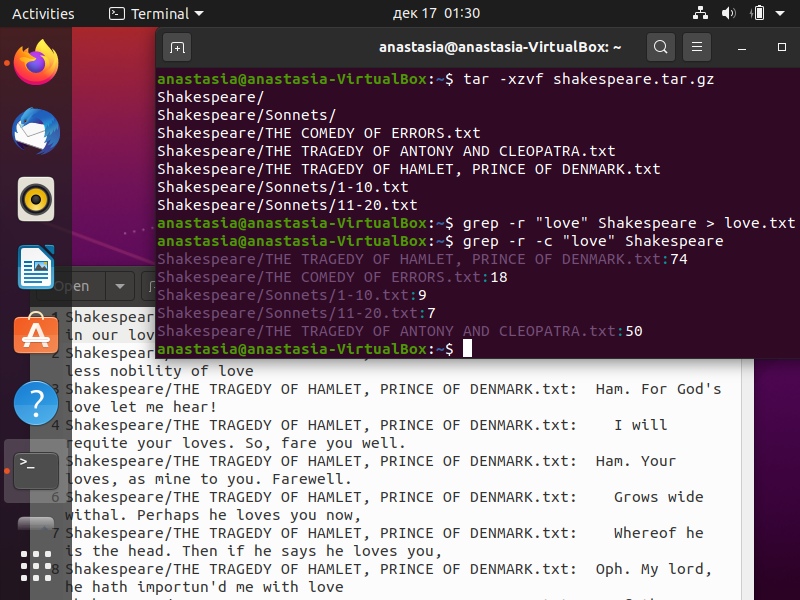 Activities
Terminal
дек 17 01:30
anastasia@anastasia-VirtualBox: ~
anastasia@anastasia-VirtualBox:~$ tar -xzvf shakespeare.tar.gz
Shakespeare/
Shakespeare/Sonnets/
Shakespeare/THE COMEDY OF ERRORS.txt
Shakespeare/THE TRAGEDY OF ANTONY AND CLEOPATRA.txt
Shakespeare/THE TRAGEDY OF HAMLET, PRINCE OF DENMARK.txt
Shakespeare/Sonnets/1-10.txt
Shakespeare/Sonnets/11-20.txt
anastasia@anastasia-VirtualBox:~$ grep -r "love" Shakespeare > love.txt
anastasia@anastasia-VirtualBox:~$ grep -r -c "love" Shakespeare
Shakespeare/THE TRAGEDY OF HAMLET, PRINCE OF DENMARK.txt:74
Shakespeare/THE COMEDY OF ERRORS.txt:18
Shakespeare/Sonnets/1-10.txt:9
Shakespeare/Sonnets/11-20.txt:7
Shakespeare/THE TRAGEDY OF ANTONY AND CLEOPATRA.txt:50
anastasia@anastasia-VirtualBox:~$
Open
1 Shakespear
in our lov
2 Shakespear
less nobility of love
3 Shakespeare/THE TRAGEDY OF HAMLET, PRINCE OF DENMARK.txt: Ham. For God's
love let me hear!
4 Shakespeare/THE TRAGEDY OF HAMLET, PRINCE OF DENMARK.txt: I will
requite your loves. So, fare you well.
Shakespeare/THE TRAGEDY OF HAMLET, PRINCE OF DENMARK.txt: Ham. Your
loves, as mine to you. Farewell.
6 Shakespeare/THE TRAGEDY OF HAMLET, PRINCE OF DENMARK.txt: Grows wide
withal. Perhaps he loves you now,
7 Shakespeare/THE TRAGEDY OF HAMLET, PRINCE OF DENMARK.txt: Whereof he
is the head. Then if he says he loves you,
8 Shakespeare/THE TRAGEDY OF HAMLET, PRINCE OF DENMARK.txt: Oph. My lord,
he hath importun'd me with love